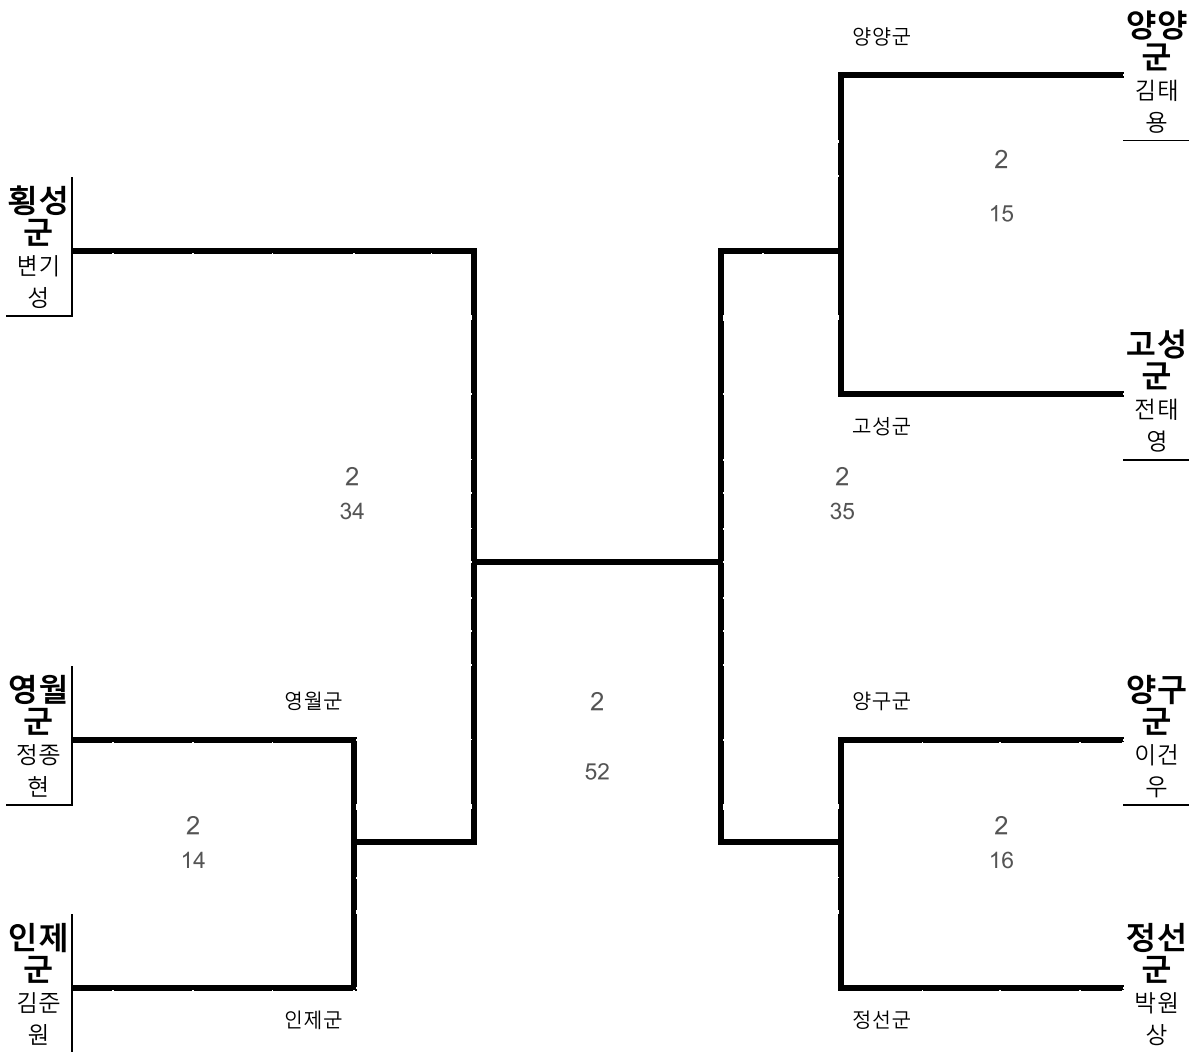 양양군
양양
군
김태
용
2
15
횡성
군
변기
성
고성
군
전태
영
고성군
2
34
2
35
영월
군
정종
현
영월군
2
52
양구군
양구
군
이건
우
2
14
2
16
인제
군
김준
원
인제군
정선군
정선
군
박원
상